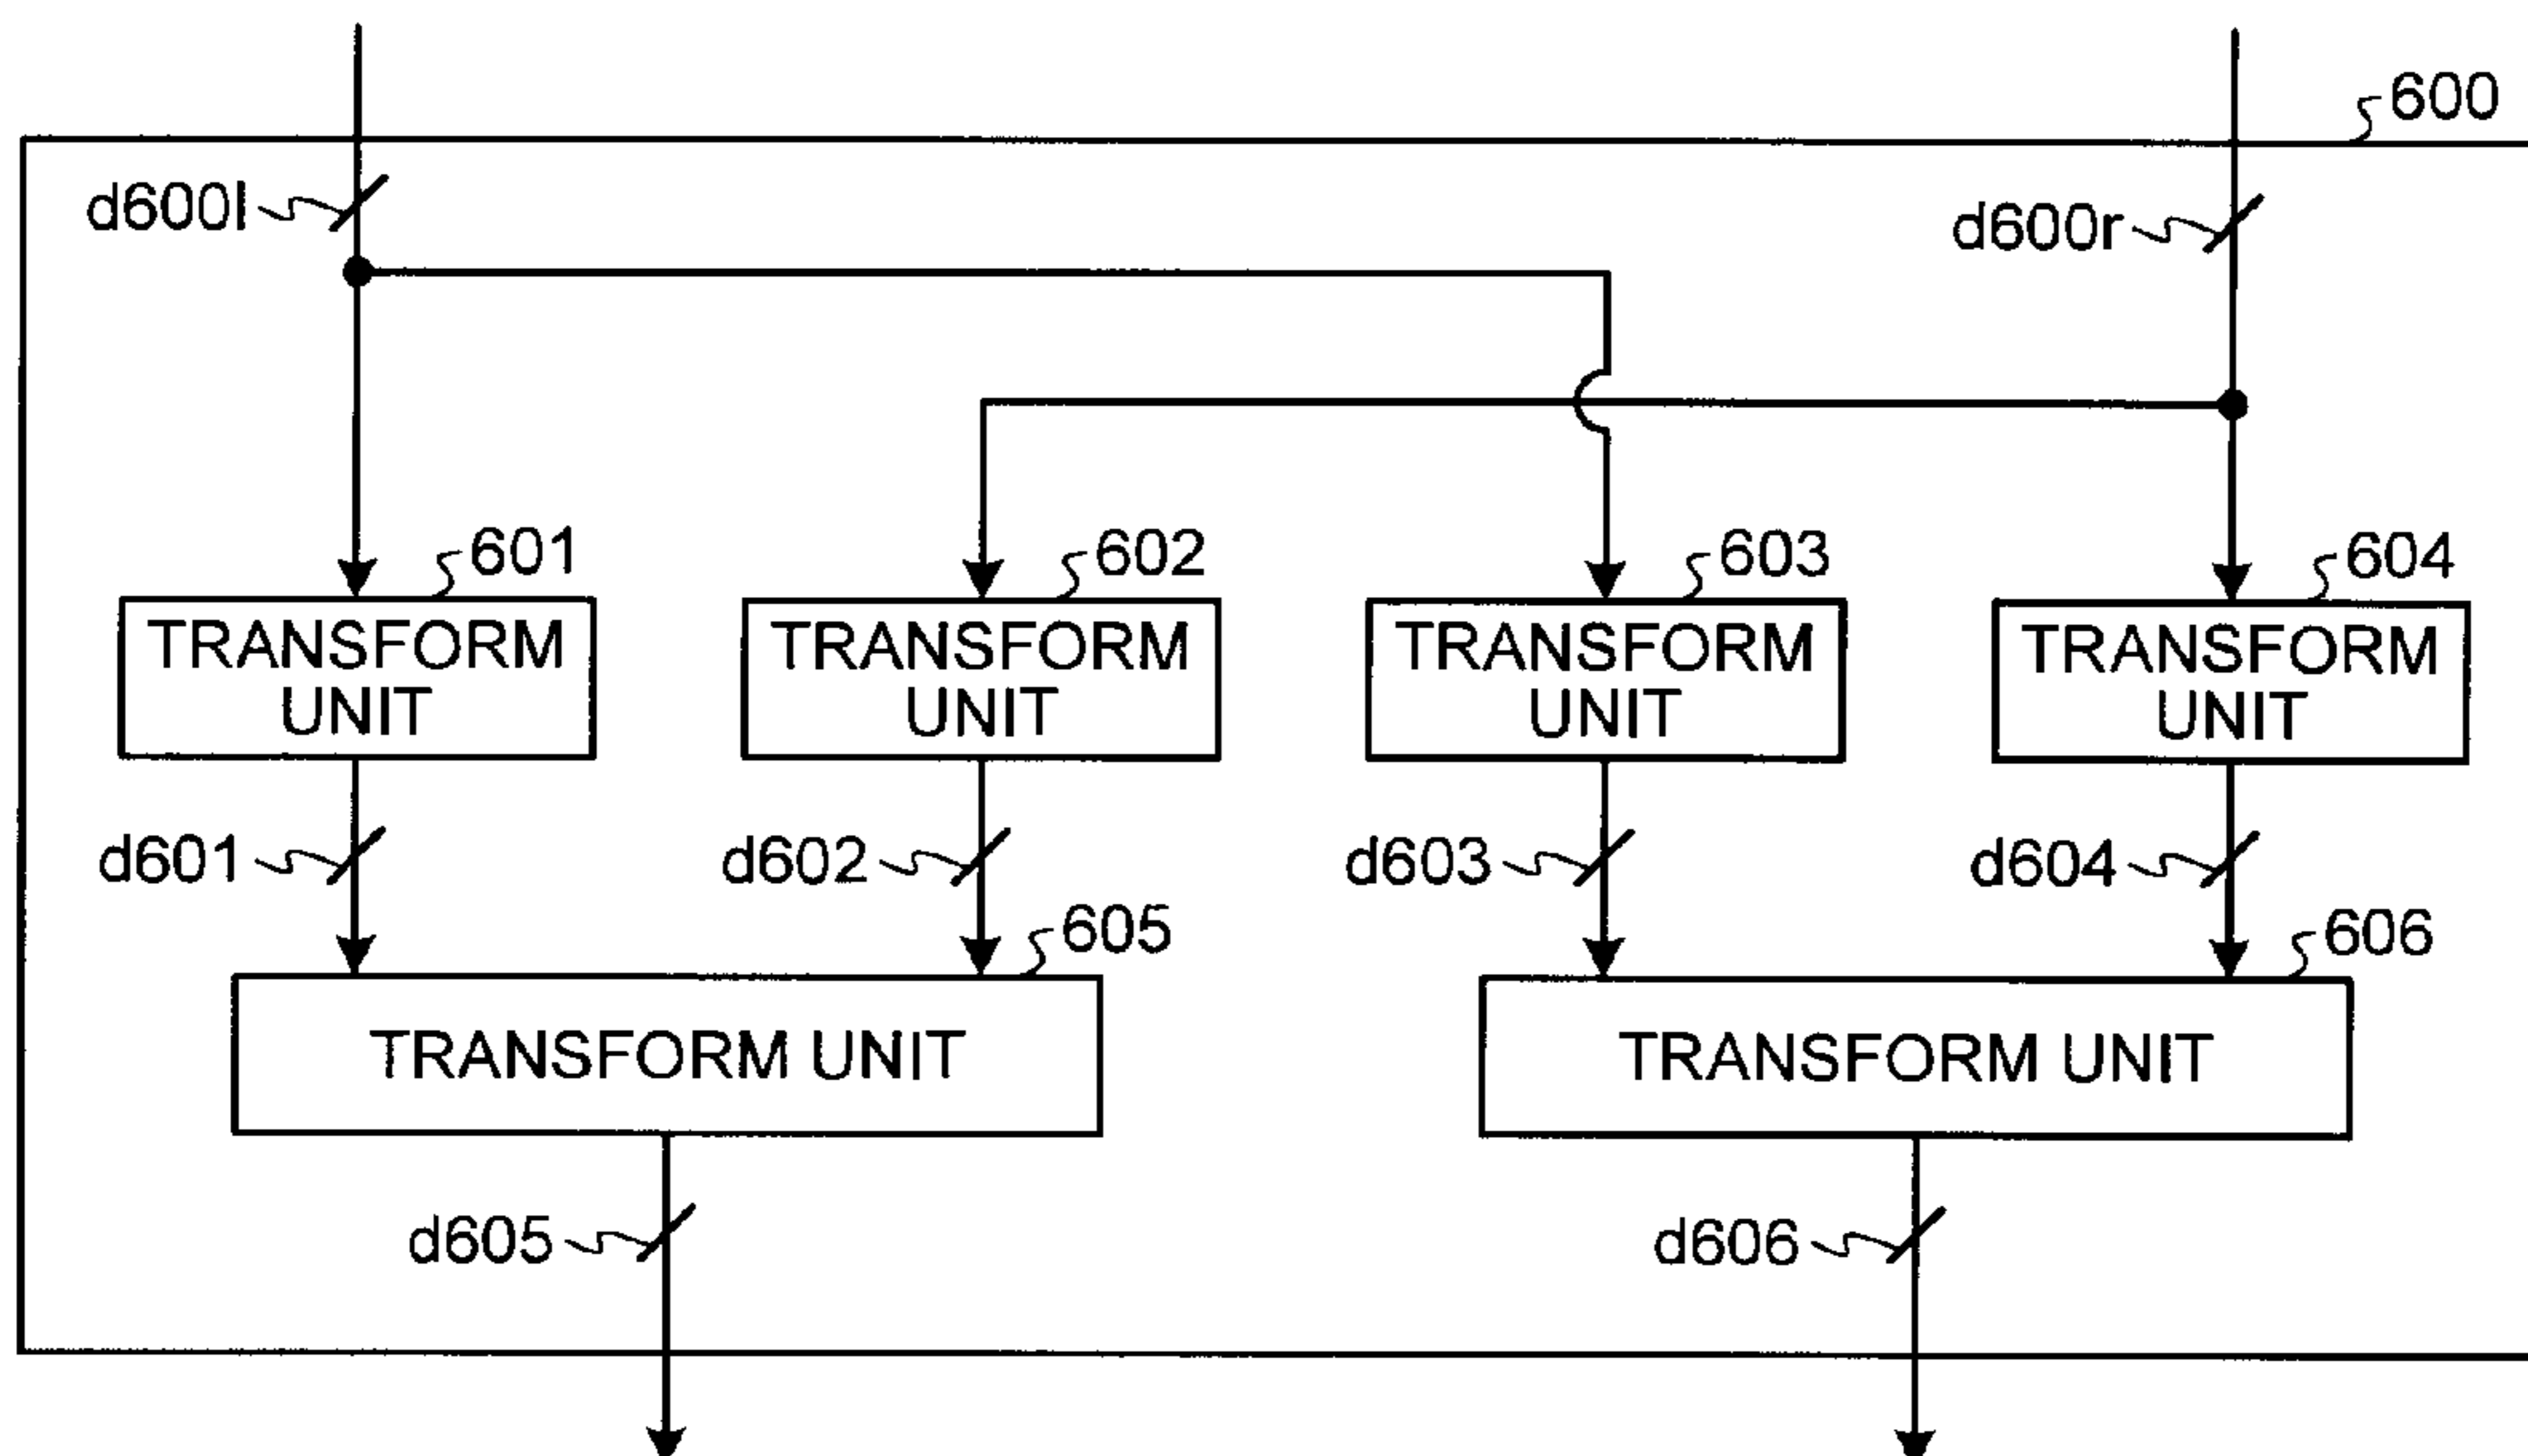 600
d600l
d600r
601
602
603
604
TRANSFORM
UNIT
TRANSFORM
UNIT
TRANSFORM
UNIT
TRANSFORM
UNIT
d601
d602
d603
d604
605
606
TRANSFORM UNIT
TRANSFORM UNIT
d605
d606